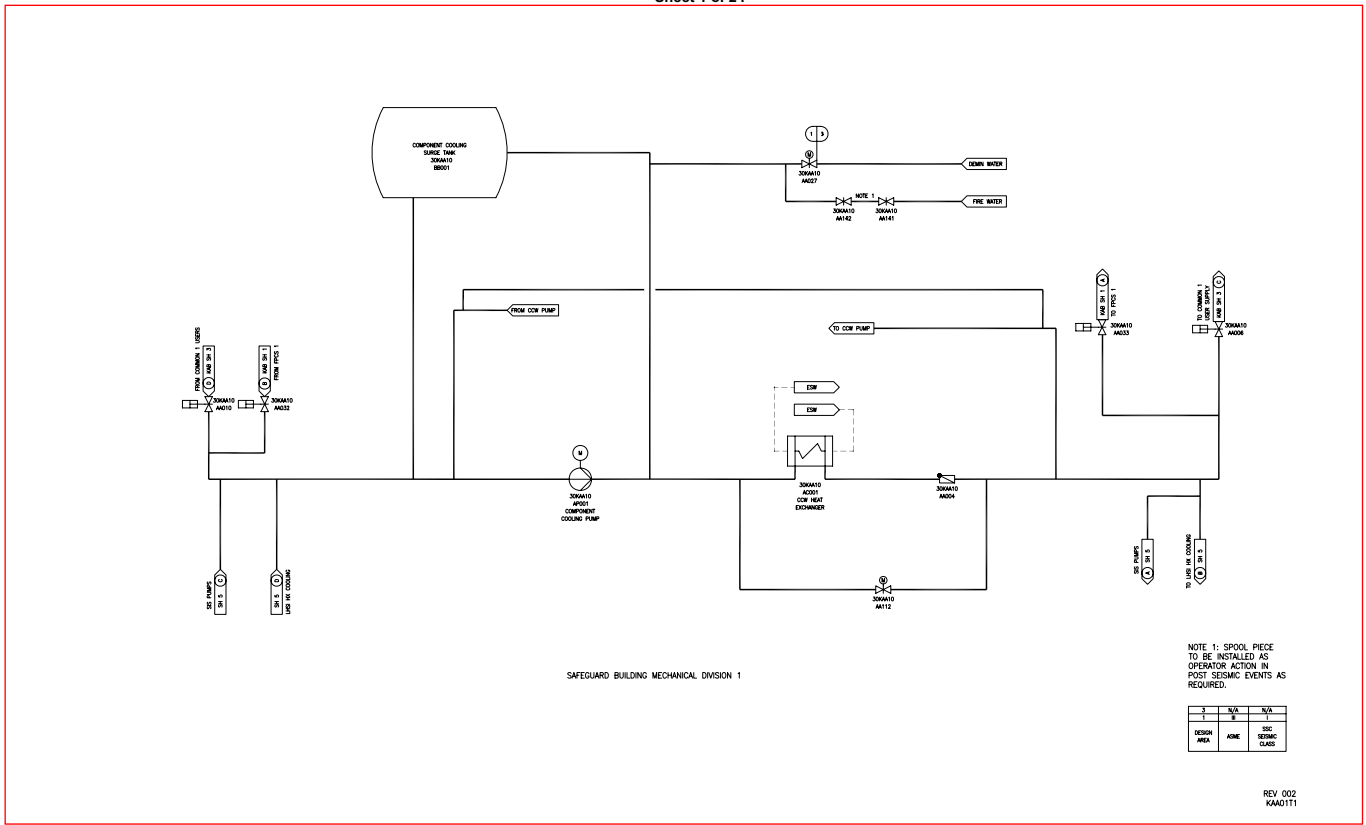 COMPONENT COOLING
SURGE TANK
30KAA10
BB001
1 3
M
30KAA10
AA027
DEMIN WATER
NOTE 1
30KAA10
AA142
30KAA10
AA141
FIRE WATER
FROM CCW PUMP
TO CCW PUMP
KAB SH 1 A
TO FPCS 1
30KAA10
AA033
TO COMMON 1
USER SUPPLY
KAB SH 3 C
30KAA10
AA006
FROM COMMON 1 USERS
D KAB SH 3
30KAA10
AA010
B KAB SH 1
FROM FPCS 1
30KAA10
AA032
ESW
ESW
M
30KAA10
AP001
COMPONENT
COOLING PUMP
30KAA10
AC001
CCW HEAT
EXCHANGER
30KAA10
AA004
M
30KAA10
AA112
SIS PUMPS
SH 5 C
SH 5 D
LHSI HX COOLING
SIS PUMPS
A SH 5
TO LHSI HX COOLING
B SH 5
SAFEGUARD BUILDING MECHANICAL DIVISION 1
NOTE 1: SPOOL PIECE
TO BE INSTALLED AS
OPERATOR ACTION IN
POST SEISMIC EVENTS AS
REQUIRED.
3 N/A N/A
1 III I
DESIGN
AREA
ASME
SSC
SEISMIC
CLASS
REV 002
KAA01T1